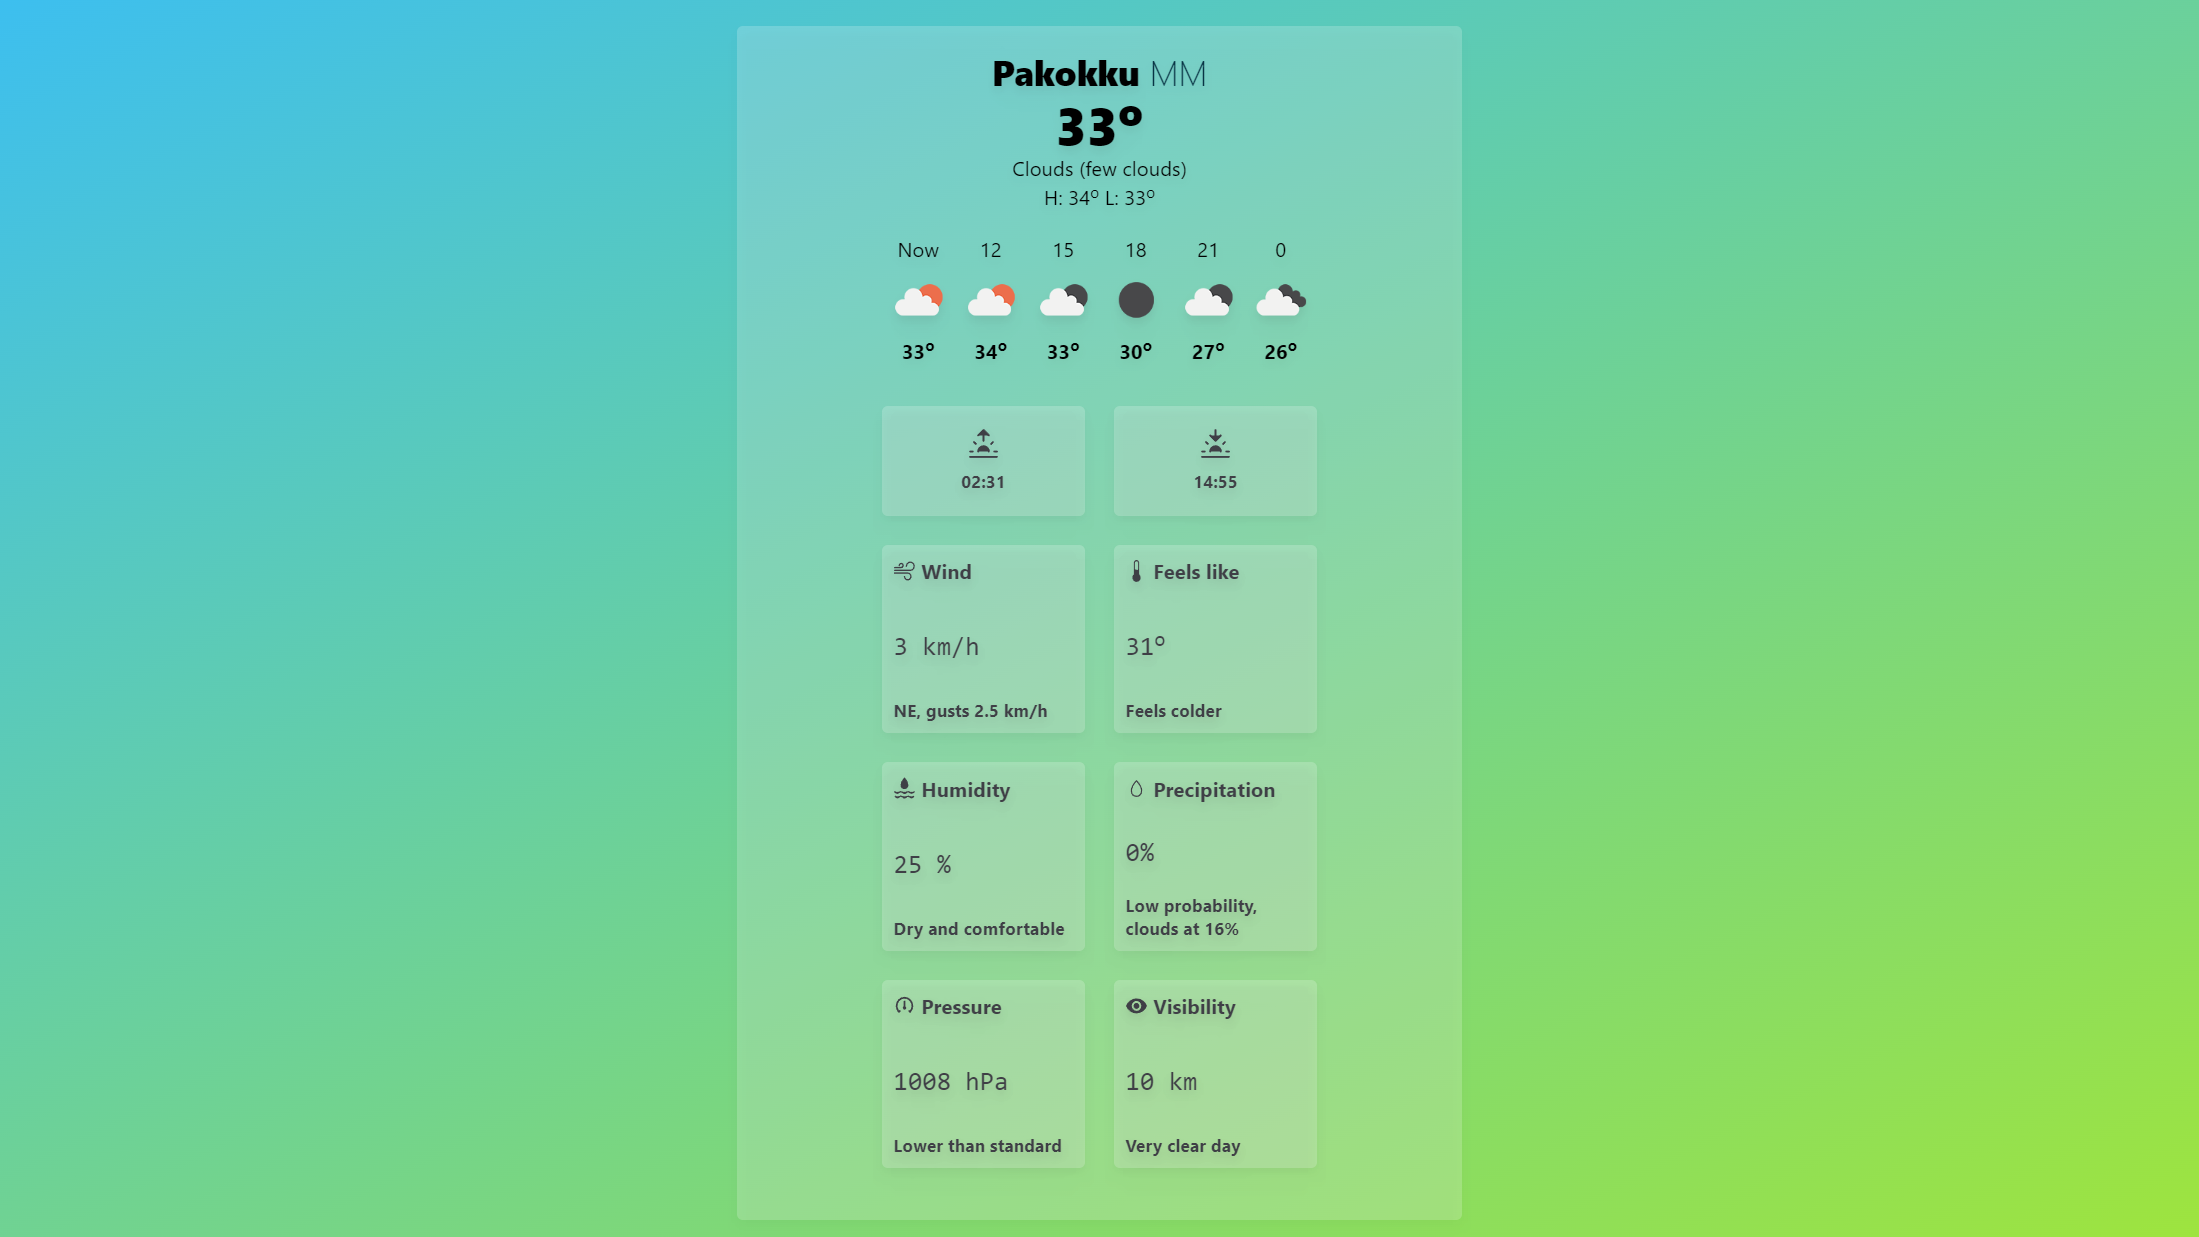 Pakokku MM
33°
Clouds (few clouds)
H: 34° L: 33°
Now 12 15 18 21 0
33° 34° 33° 30° 27° 26°
02:31 14:55
Wind
3 km/h
NE, gusts 2.5 km/h
Feels like
31°
Feels colder
Humidity
25 %
Dry and comfortable
Precipitation
0%
Low probability,
clouds at 16%
Pressure
1008 hPa
Lower than standard
Visibility
10 km
Very clear day